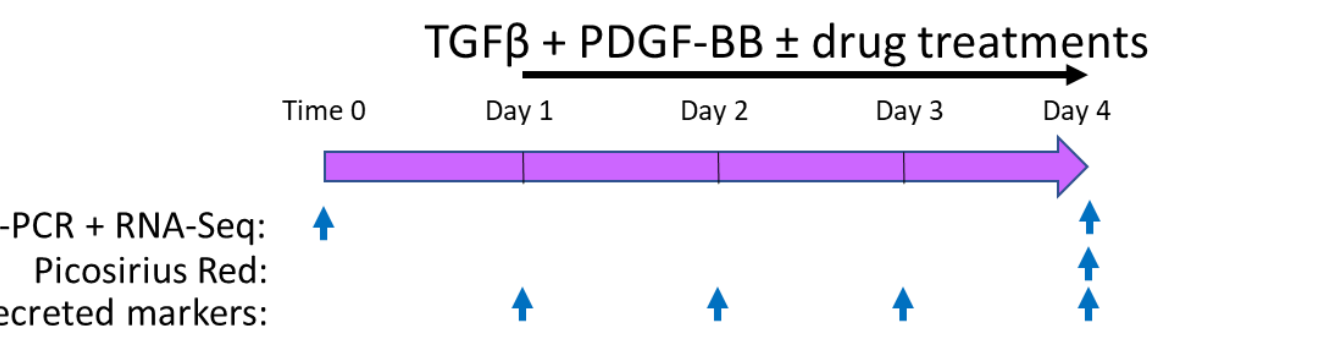 TGFβ + PDGF-BB ± drug treatments
Time 0 Day 1 Day 2 Day 3 Day 4
-PCR + RNA-Seq:
Picosirius Red:
ecreted markers: